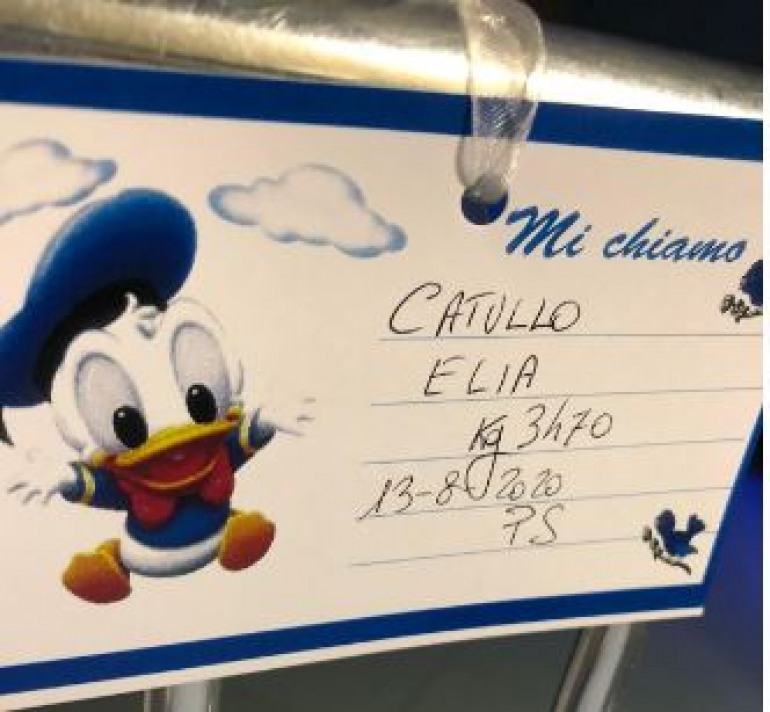 Mi chiamo
CATULLO
ELIA
Kg 3470
13-8-2020
PS